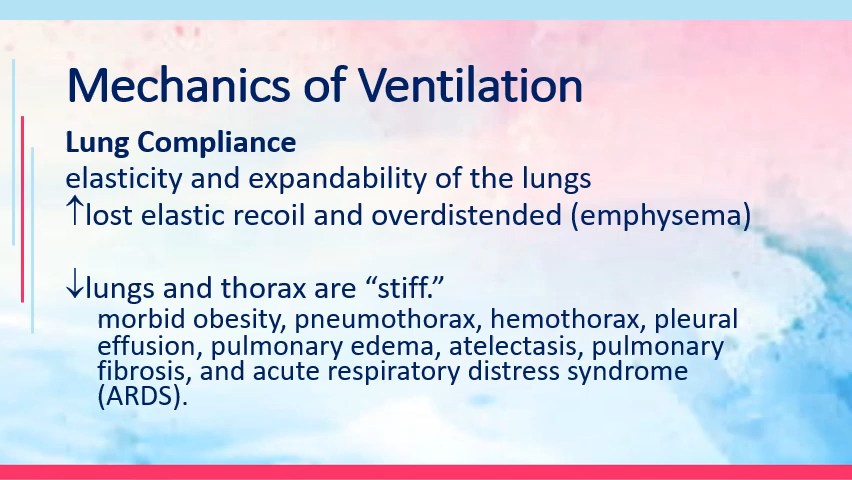 Mechanics of Ventilation
Lung Compliance
elasticity and expandability of the lungs
↑lost elastic recoil and overdistended (emphysema)
↓lungs and thorax are “stiff.”
morbid obesity, pneumothorax, hemothorax, pleural
effusion, pulmonary edema, atelectasis, pulmonary
fibrosis, and acute respiratory distress syndrome
(ARDS).